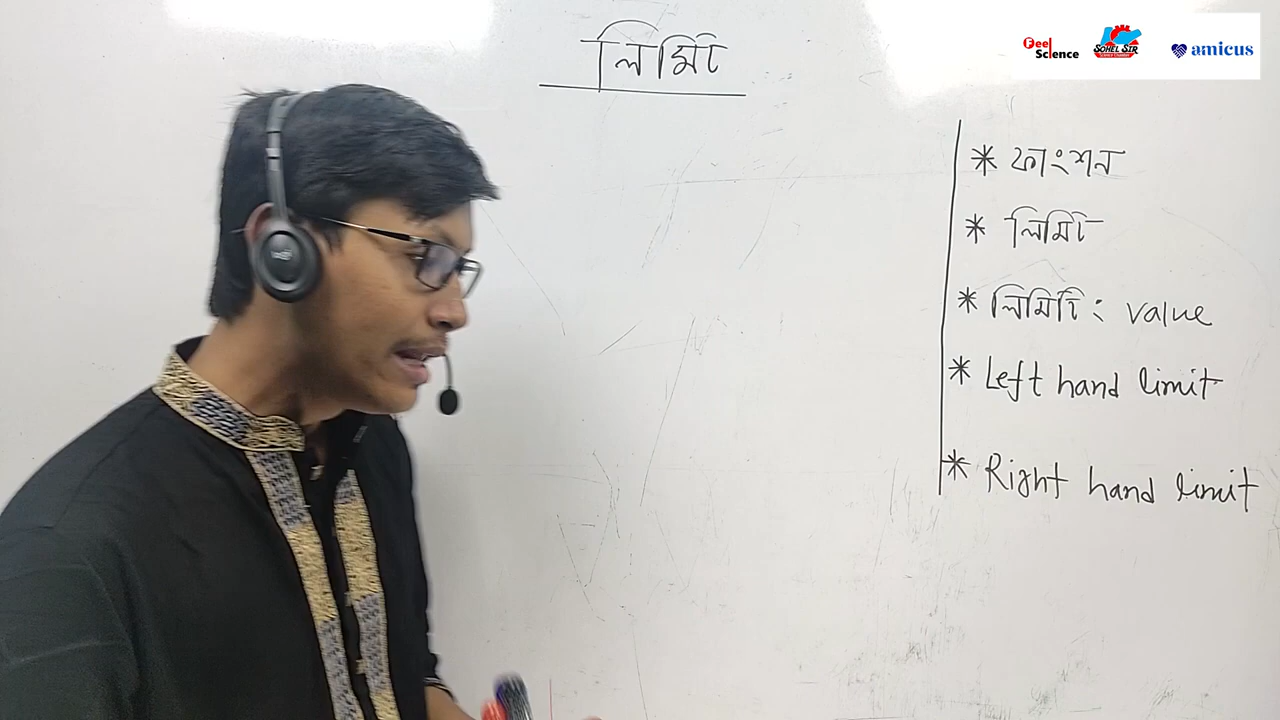 লিমিট
Feel Science
SOHEL SIR
amicus
* ফাংশন
* লিমিট
* লিমিটি: value
* Left hand limit
* Right hand limit